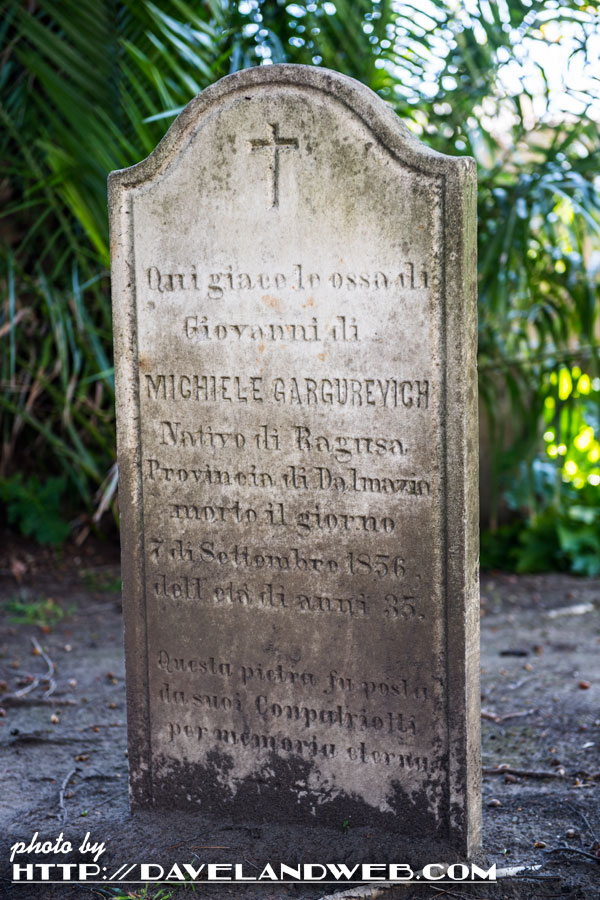 Qui giace le ossa di
Giovanni di
MICHIELE GARGUREVICH
Nativo di Ragusa
Provincia di Dalmazia
morto il giorno
7 di Settembre 1856,
dell' età di anni 35.
Questa pietra fu posta
da suoi Conpatriotti
per memoria eterna
photo by
HTTP://DAVELANDWEB.COM